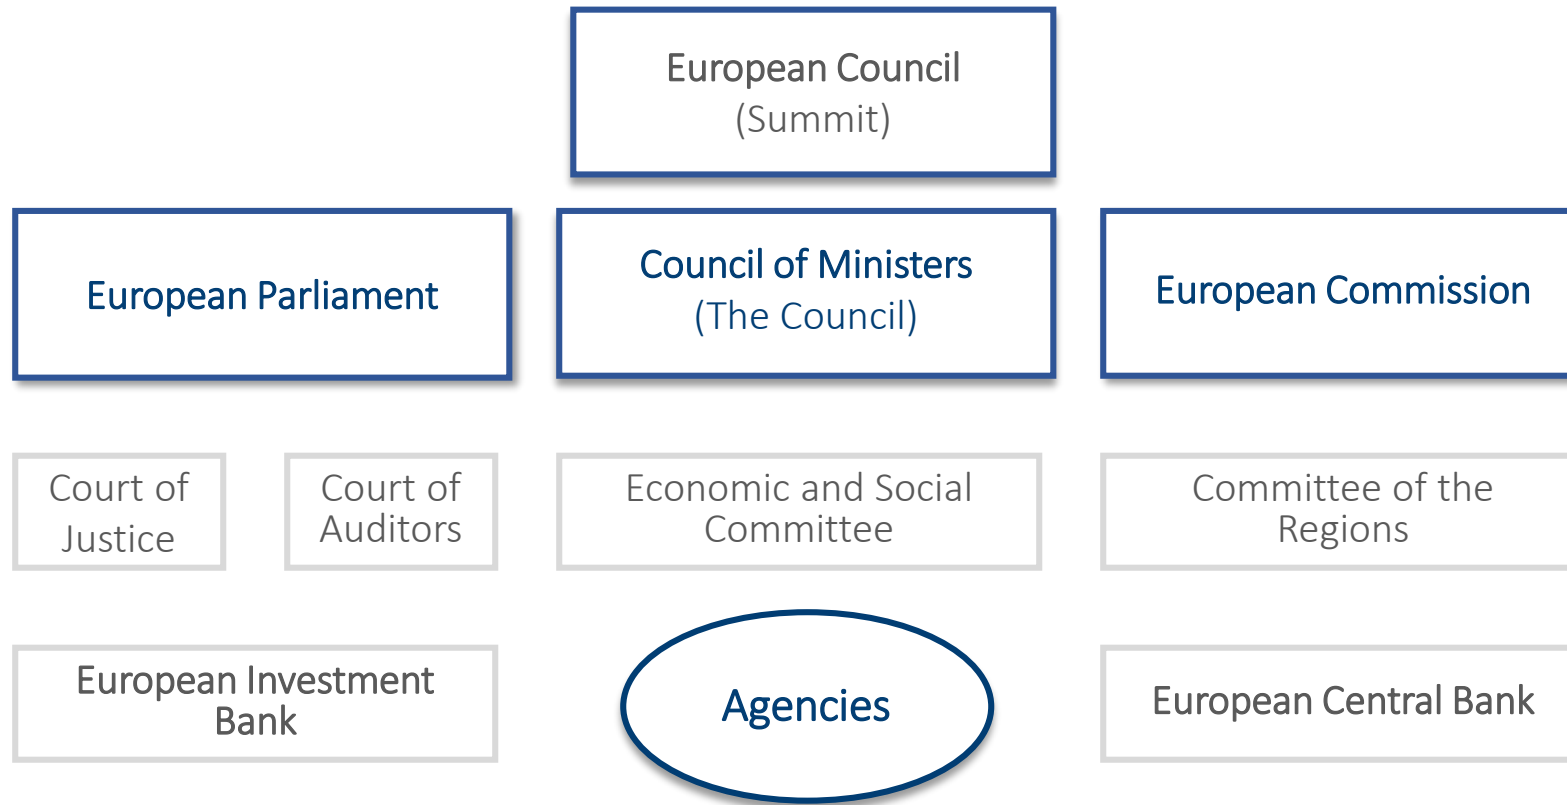 European Council
(Summit)
European Parliament
Council of Ministers
(The Council)
European Commission
Court of
Justice
Court of
Auditors
Economic and Social
Committee
Committee of the
Regions
European Investment
Bank
Agencies
European Central Bank